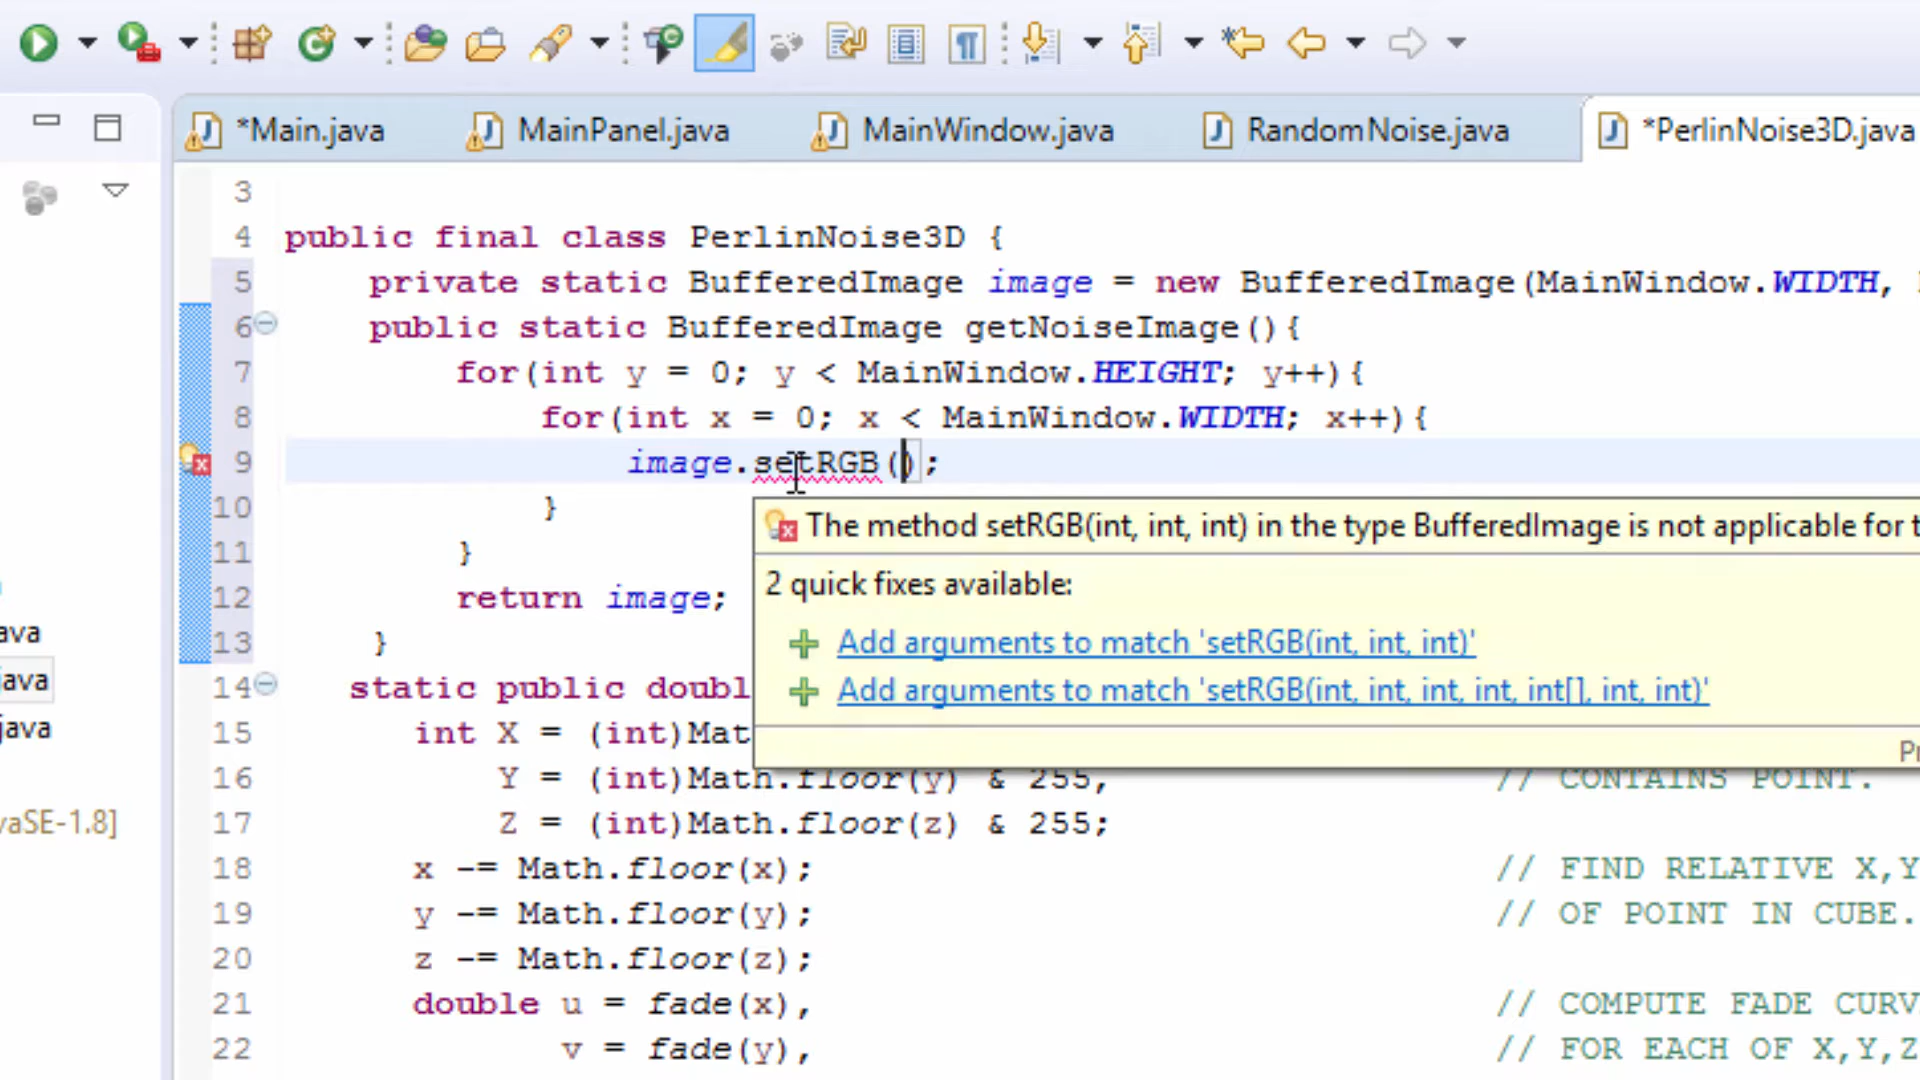 *Main.java MainPanel.java MainWindow.java RandomNoise.java *PerlinNoise3D.java
3
4 public final class PerlinNoise3D {
5 private static BufferedImage image = new BufferedImage(MainWindow.WIDTH,
6 public static BufferedImage getNoiseImage(){
7 for(int y = 0; y < MainWindow.HEIGHT; y++){
8 for(int x = 0; x < MainWindow.WIDTH; x++){
9 image.setRGB();
10 }
The method setRGB(int, int, int) in the type BufferedImage is not applicable for t
11 }
2 quick fixes available:
12 return image;
ava
13 }
Add arguments to match 'setRGB(int, int, int)'
java
14 static public doubl
Add arguments to match 'setRGB(int, int, int, int, int[], int, int)'
java
15 int X = (int)Mat
Pr
16 Y = (int)Math.floor(y) & 255, // CONTAINS POINT.
vaSE-1.8]
17 Z = (int)Math.floor(z) & 255;
18 x -= Math.floor(x); // FIND RELATIVE X,Y
19 y -= Math.floor(y); // OF POINT IN CUBE.
20 z -= Math.floor(z);
21 double u = fade(x), // COMPUTE FADE CURV
22 v = fade(y), // FOR EACH OF X,Y,Z